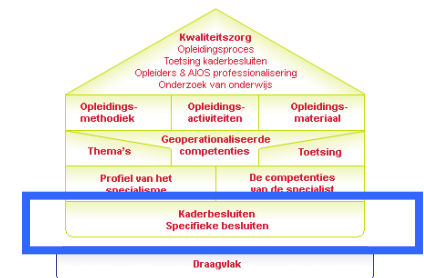 Kwaliteitszorg
Opleidingsproces
Toetsing kaderbesluiten
Opleiders & AIOS professionalisering
Onderzoek van onderwijs
Opleidings-
methodiek
Opleidings-
activiteiten
Opleidings-
materiaal
Geoperationaliseerde
competenties
Thema's
Toetsing
Profiel van het
specialisme
De competenties
van de specialist
Kaderbesluiten
Specifieke besluiten
Draagvlak